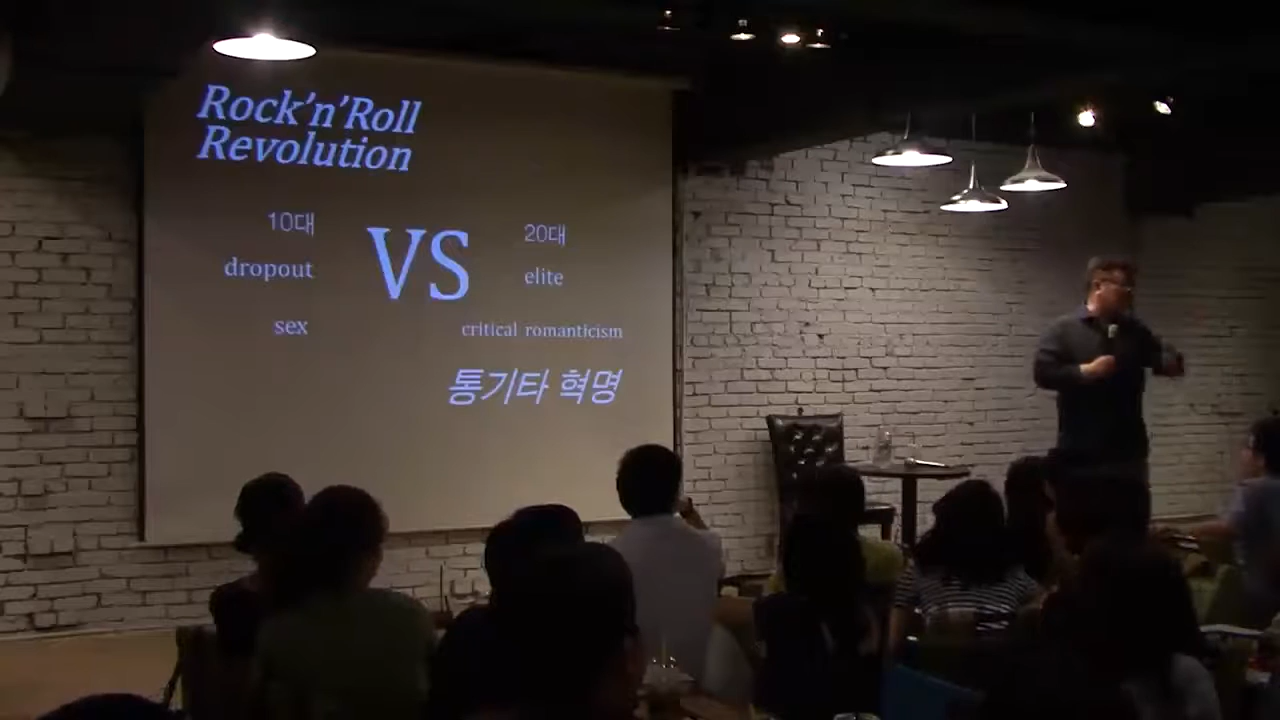 Rock'n'Roll
Revolution
10대
dropout
sex
VS
20대
elite
critical romanticism
통기타 혁명